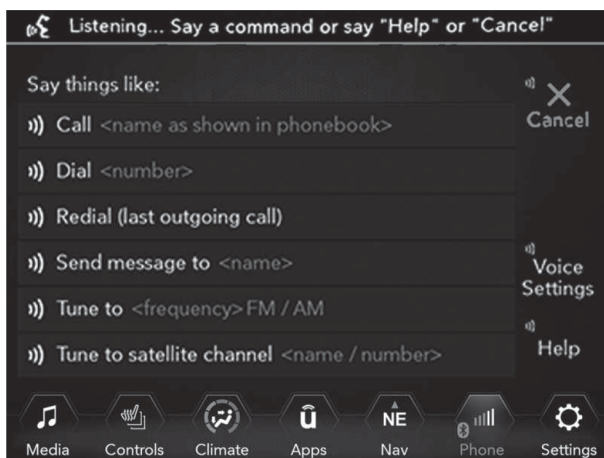 Listening... Say a command or say "Help" or "Cancel"
Say things like:
Call <name as shown in phonebook>
Dial <number>
Redial (last outgoing call)
Send message to <name>
Tune to <frequency> FM / AM
Tune to satellite channel <name / number>
Cancel
Voice
Settings
Help
û
NE
Media Controls Climate Apps Nav Phone Settings